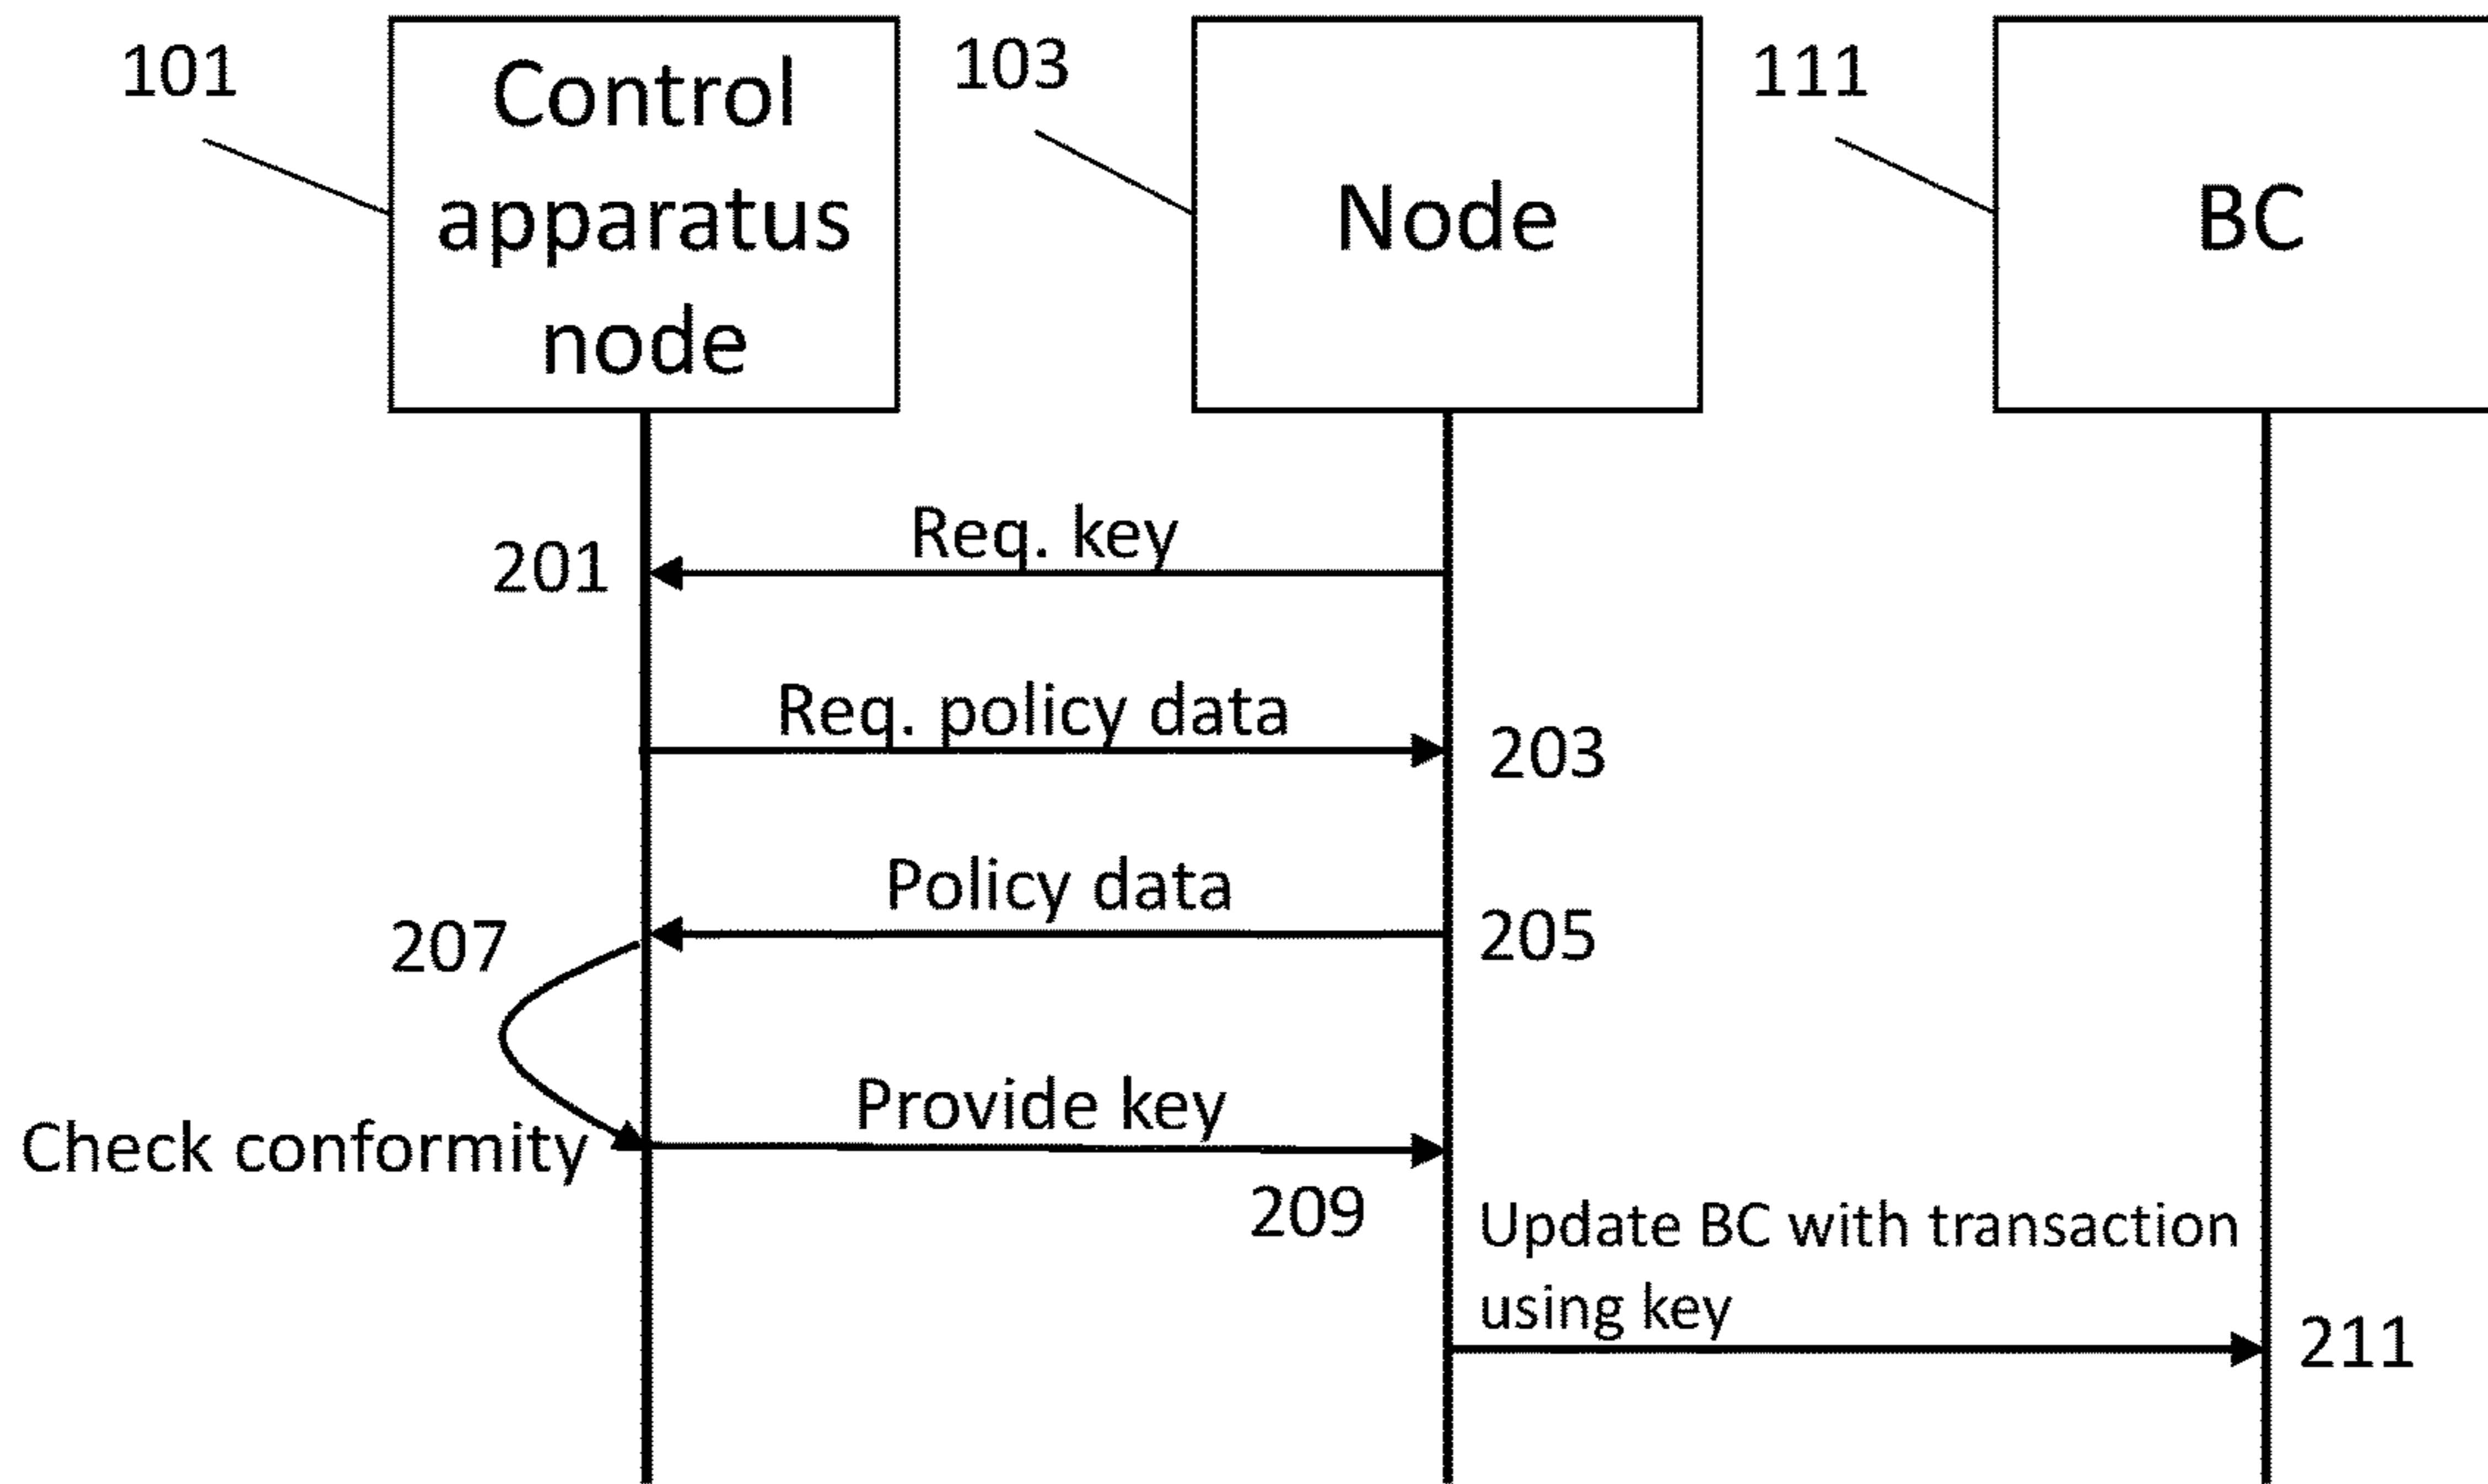 101
Control
apparatus
node
103
Node
111
BC
Req. key
201
Req. policy data
203
Policy data
205
207
Provide key
Check conformity
209
Update BC with transaction
using key
211